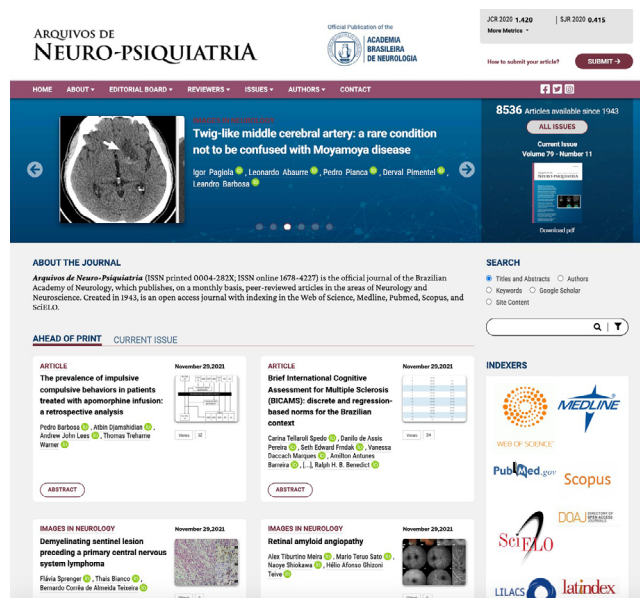 ARQUIVOS DE
NEURO-PSIQUIATRIA
Official Publication of the
ACADEMIA
BRASILEIRA
DE NEUROLOGIA
JCR 2020 1.420 | SJR 2020 0.415
More Metrics
How to submit your article?
SUBMIT →
HOME ABOUT EDITORIAL BOARD REVIEWERS ISSUES AUTHORS CONTACT
IMAGES IN NEUROLOGY
Twig-like middle cerebral artery: a rare condition
not to be confused with Moyamoya disease
Igor Pagiola , Leonardo Abaurre , Pedro Pianca , Derval Pimentel ,
Leandro Barbosa
8536 Articles available since 1943
ALL ISSUES
Current Issue
Volume 79 - Number 11
Download pdf
ABOUT THE JOURNAL
Arquivos de Neuro-Psiquiatria (ISSN printed 0004-282X; ISSN online 1678-4227) is the official journal of the Brazilian
Academy of Neurology, which publishes, on a monthly basis, peer-reviewed articles in the areas of Neurology and
Neuroscience. Created in 1943, is an open access journal with indexing in the Web of Science, Medline, Pubmed, Scopus, and
SciELO.
SEARCH
Titles and Abstracts Authors
Keywords Google Scholar
Site Content
AHEAD OF PRINT CURRENT ISSUE
ARTICLE November 29,2021
The prevalence of impulsive
compulsive behaviors in patients
treated with apomorphine infusion:
a retrospective analysis
Pedro Barbosa , Atbin Djamshidian ,
Andrew John Lees , Thomas Treharne
Warner
Views 32
ABSTRACT
ARTICLE November 29,2021
Brief International Cognitive
Assessment for Multiple Sclerosis
(BICAMS): discrete and regression-
based norms for the Brazilian
context
Carina Tellaroli Spedo , Danilo de Assis
Pereira , Seth Edward Frndak , Vanessa
Daccach Marques , Amilton Antunes
Barreira , [...], Ralph H. B. Benedict
Views 34
ABSTRACT
IMAGES IN NEUROLOGY November 29,2021
Demyelinating sentinel lesion
preceding a primary central nervous
system lymphoma
Flávia Sprenger , Thais Bianco ,
Bernardo Corrêa de Almeida Teixeira
IMAGES IN NEUROLOGY November 29,2021
Retinal amyloid angiopathy
Alex Tiburtino Meira , Mario Teruo Sato ,
Naoye Shiokawa , Hélio Afonso Ghizoni
Teive
INDEXERS
WEB OF SCIENCE
MEDLINE
PubMed.gov
Scopus
SciELO
DOAJ DIRECTORY OF OPEN ACCESS JOURNALS
LILACS
latindex